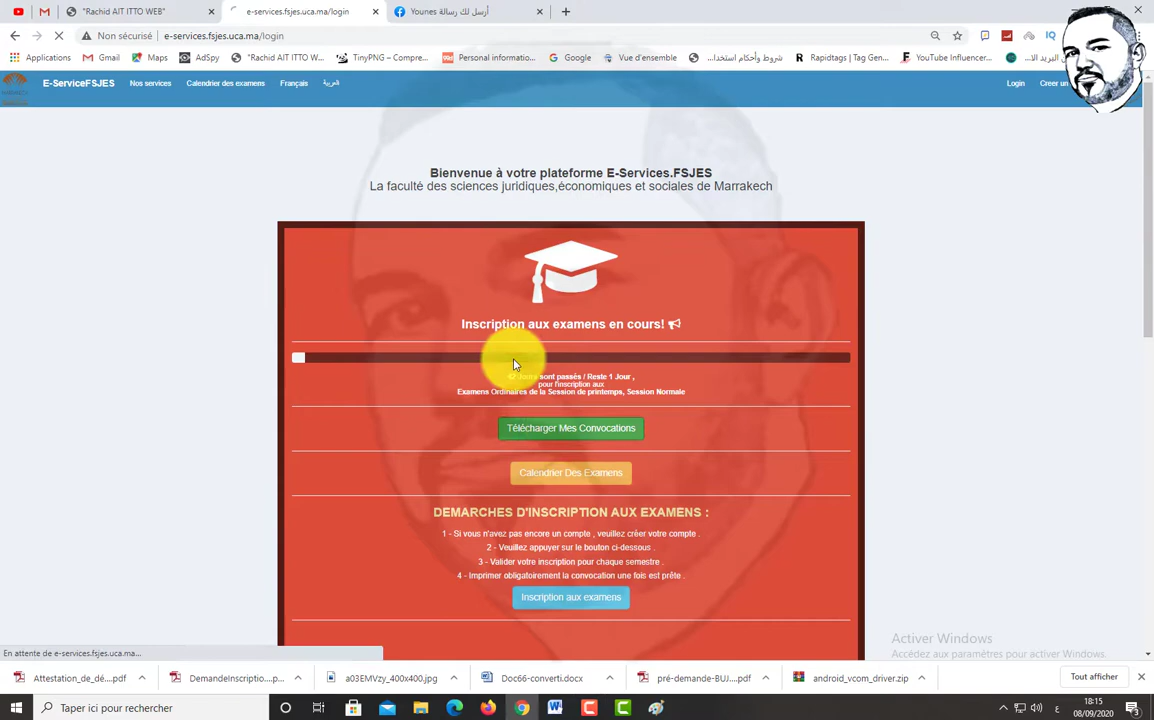 "Rachid AIT ITTO WEB"
e-services.fsjes.uca.ma/login
أرسل لك رسالة Younes
Non sécurisé
e-services.fsjes.uca.ma/login
Applications
Gmail
Maps
AdSpy
"Rachid AIT ITTO W...
TinyPNG – Compre...
Personal informatio...
Google
Vue d'ensemble
شروط وأحكام استخدا...
Rapidtags | Tag Gen...
YouTube Influencer...
E-ServiceFSJES
Nos services
Calendrier des examens
Français
العربية
Login
Creer un
Bienvenue à votre plateforme E-Services.FSJES
La faculté des sciences juridiques,économiques et sociales de Marrakech
Inscription aux examens en cours!
Jours sont passés / Reste 1 Jour ,
pour l'inscription aux
Examens Ordinaires de la Session de printemps, Session Normale
Télécharger Mes Convocations
Calendrier Des Examens
DEMARCHES D'INSCRIPTION AUX EXAMENS :
1 - Si vous n'avez pas encore un compte , veuillez créer votre compte .
2 - Veuillez appuyer sur le bouton ci-dessous .
3 - Valider votre inscription pour chaque semestre .
4 - Imprimer obligatoirement la convocation une fois est prête .
Inscription aux examens
Activer Windows
Accédez aux paramètres pour activer Windows.
En attente de e-services.fsjes.uca.ma...
Attestation_de_dé....pdf
DemandeInscriptio....p...
a03EMVzy_400x400.jpg
Doc66-converti.docx
pré-demande-BUJ....pdf
android_vcom_driver.zip
Tout afficher
Taper ici pour rechercher
ع
18:15
08/09/2020